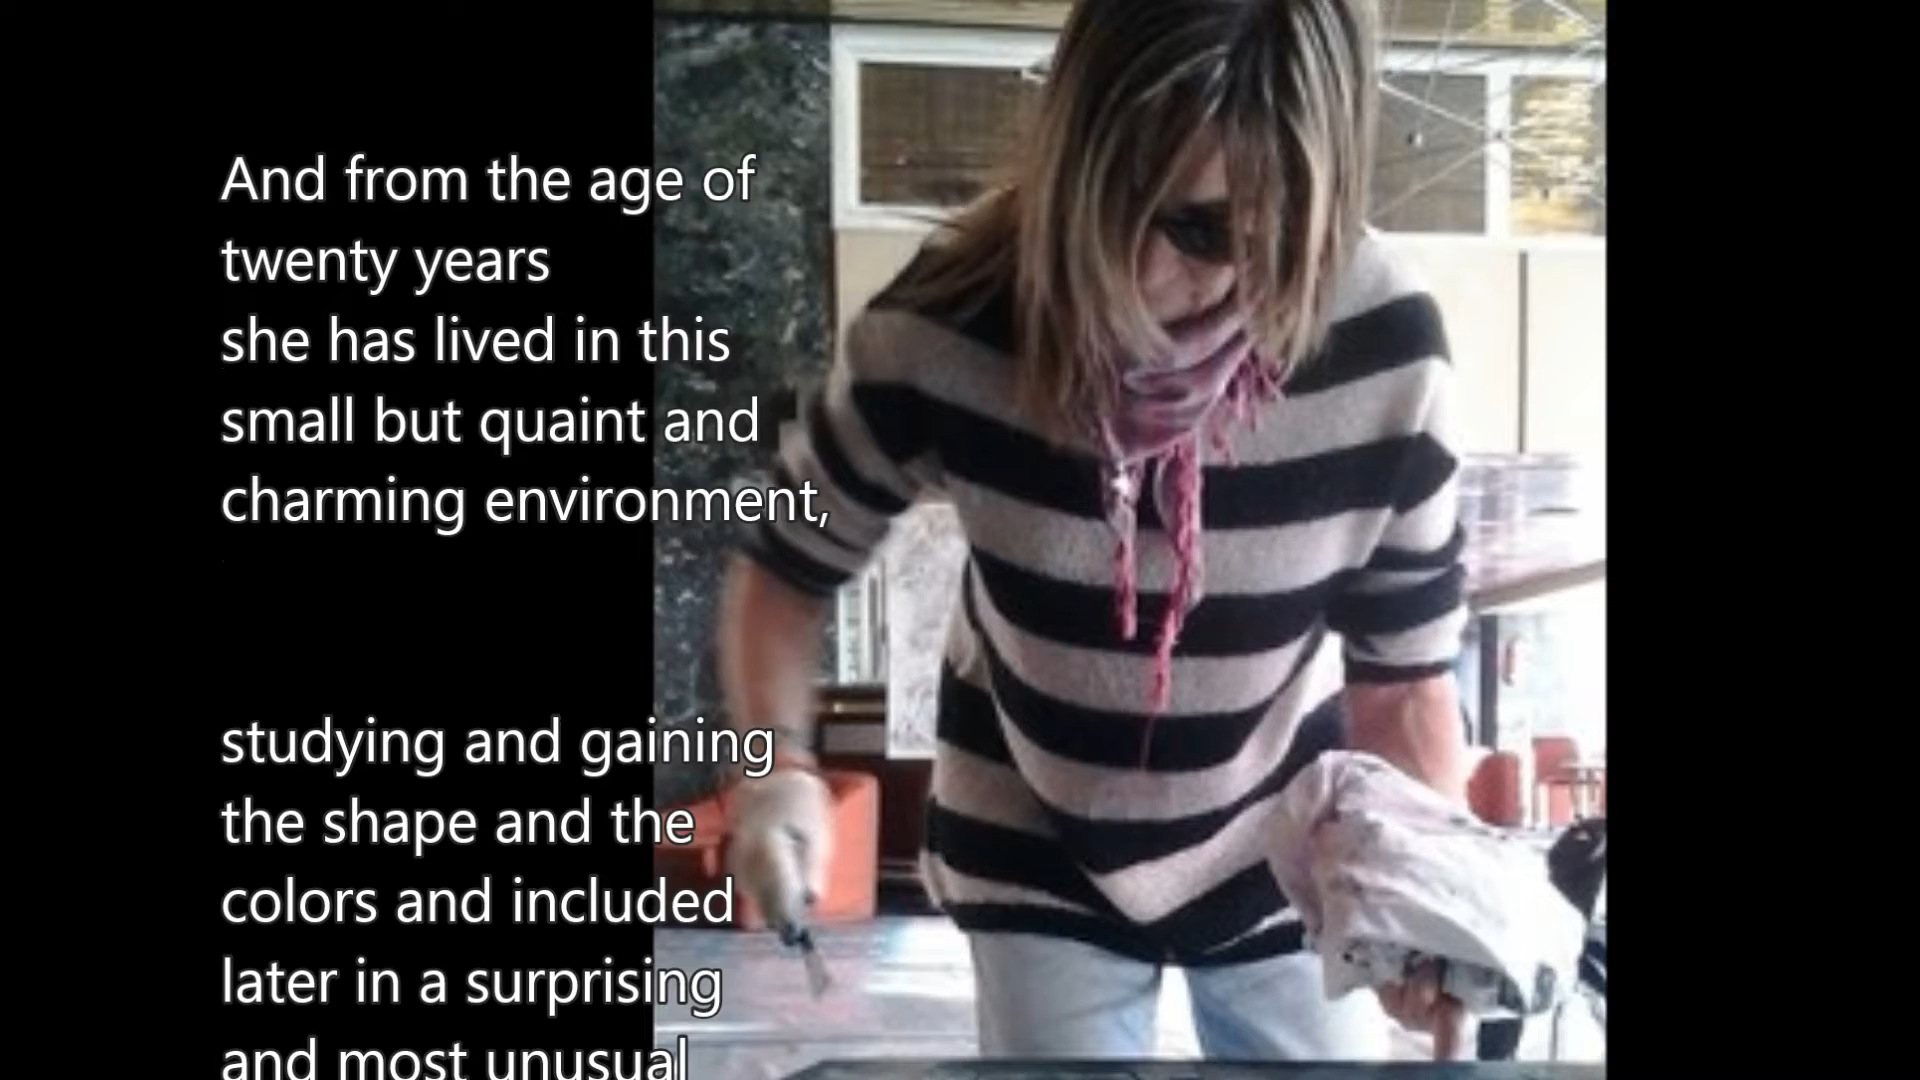 And from the age of
twenty years
she has lived in this
small but quaint and
charming environment,
studying and gaining
the shape and the
colors and included
later in a surprising
and most unusual